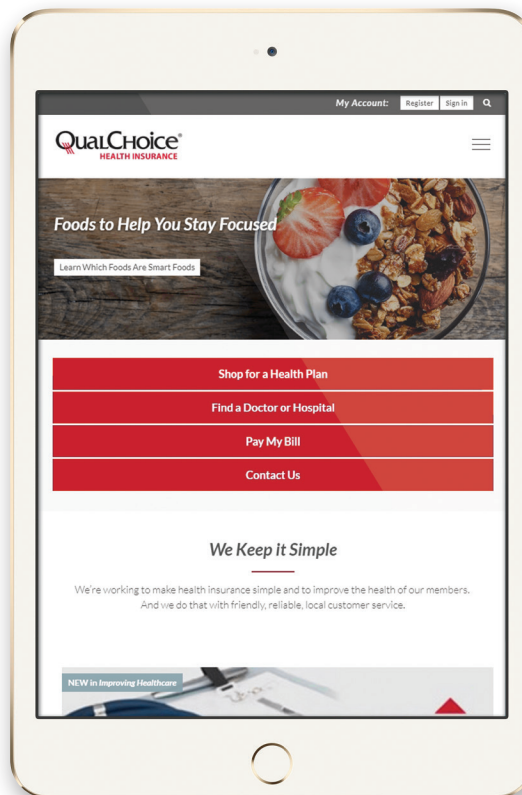 My Account: Register Sign in
QualChoice®
HEALTH INSURANCE
Foods to Help You Stay Focused
Learn Which Foods Are Smart Foods
Shop for a Health Plan
Find a Doctor or Hospital
Pay My Bill
Contact Us
We Keep it Simple
We're working to make health insurance simple and to improve the health of our members.
And we do that with friendly, reliable, local customer service.
NEW in Improving Healthcare